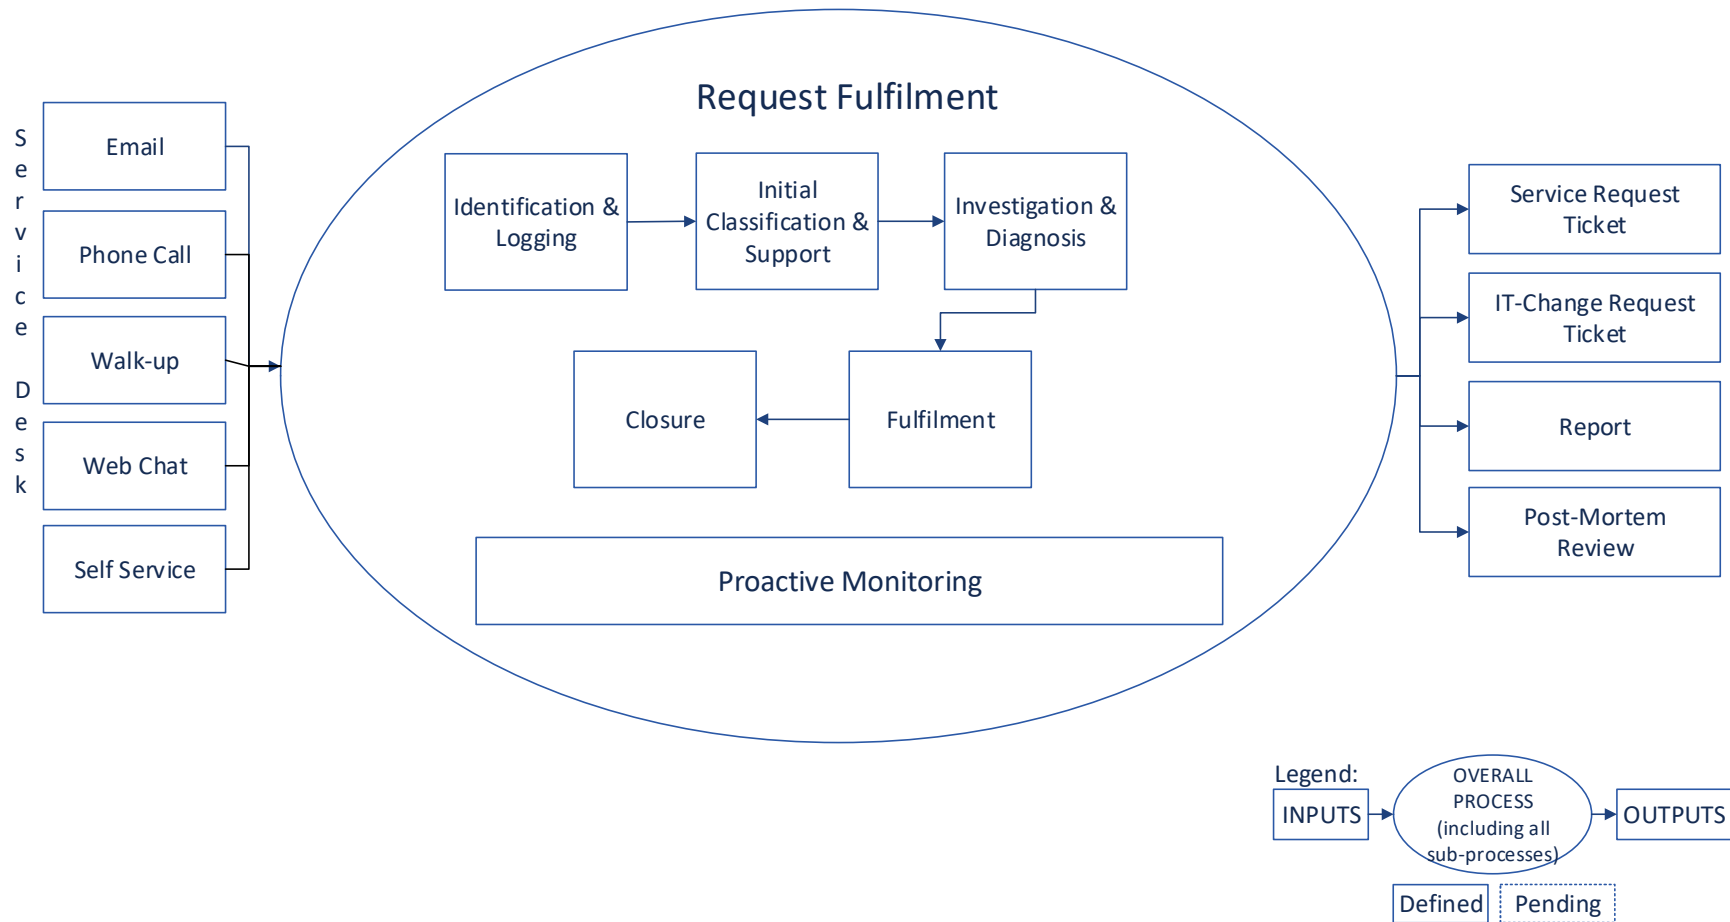 Request Fulfilment
Service Desk
Email
Phone Call
Walk-up
Web Chat
Self Service
Identification &
Logging
Initial
Classification &
Support
Investigation &
Diagnosis
Closure
Fulfilment
Proactive Monitoring
Service Request
Ticket
IT-Change Request
Ticket
Report
Post-Mortem
Review
Legend:
INPUTS
OVERALL
PROCESS
(including all
sub-processes)
OUTPUTS
Defined
Pending